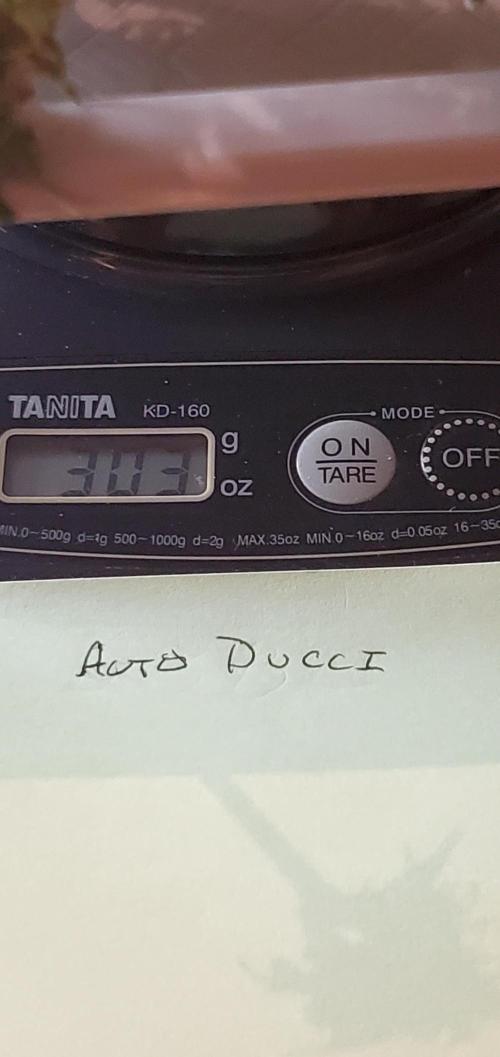 TANITA KD-160
MODE
303 g
oz
ON
TARE
OFF
MIN.0~500g d=1g 500~1000g d=2g MAX.35oz MIN 0~16oz d=0.05oz 16~35o
AUTO DUCCI